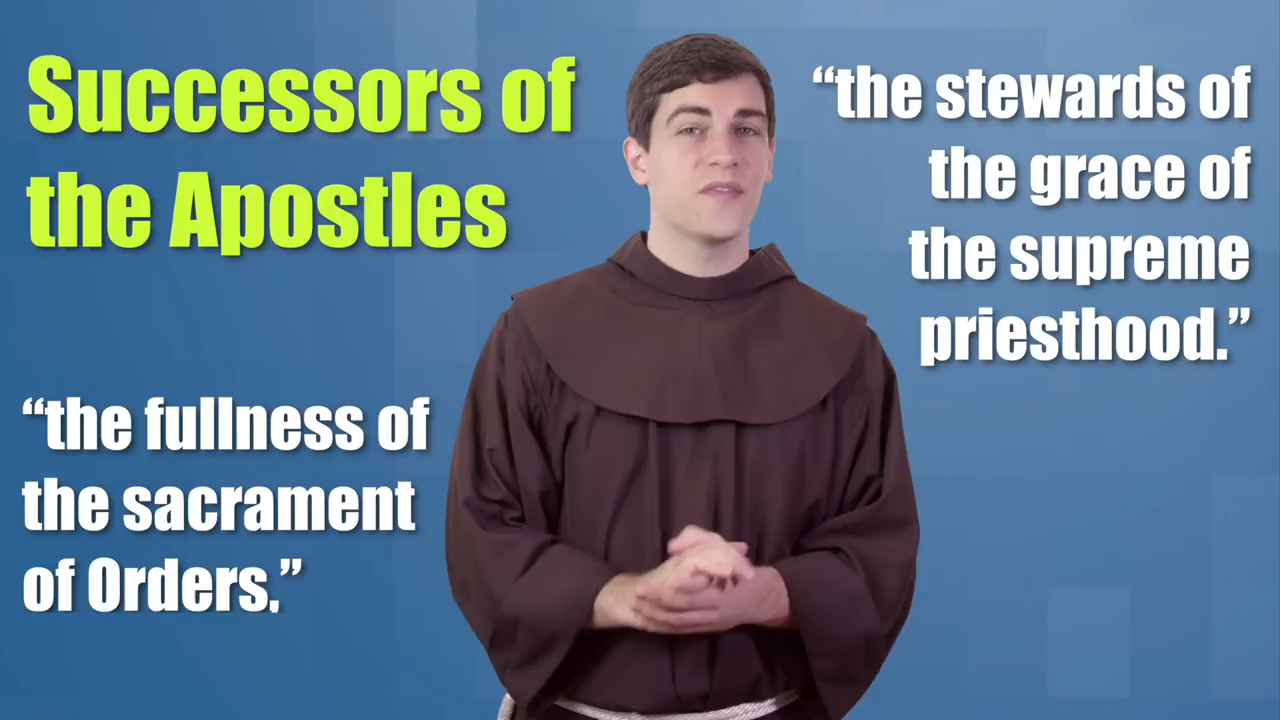 Successors of
the Apostles
“the stewards of
the grace of
the supreme
priesthood.”
“the fullness of
the sacrament
of Orders,”